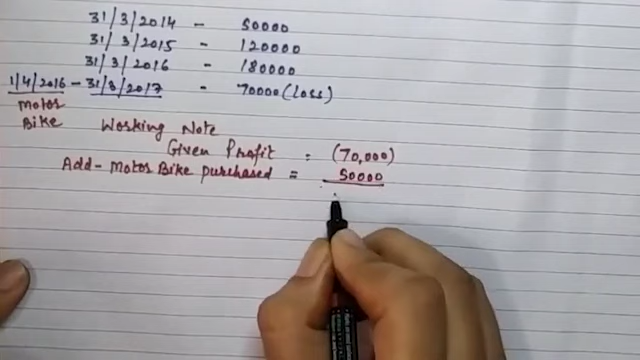 31/3/2014 - 50000
31/3/2015 - 120000
31/3/2016 - 180000
1/4/2016 - 31/3/2017 - 70000 (Loss)
Motor
Bike Working Note
Given Profit : (70,000)
Add - Motor Bike purchased = 50000